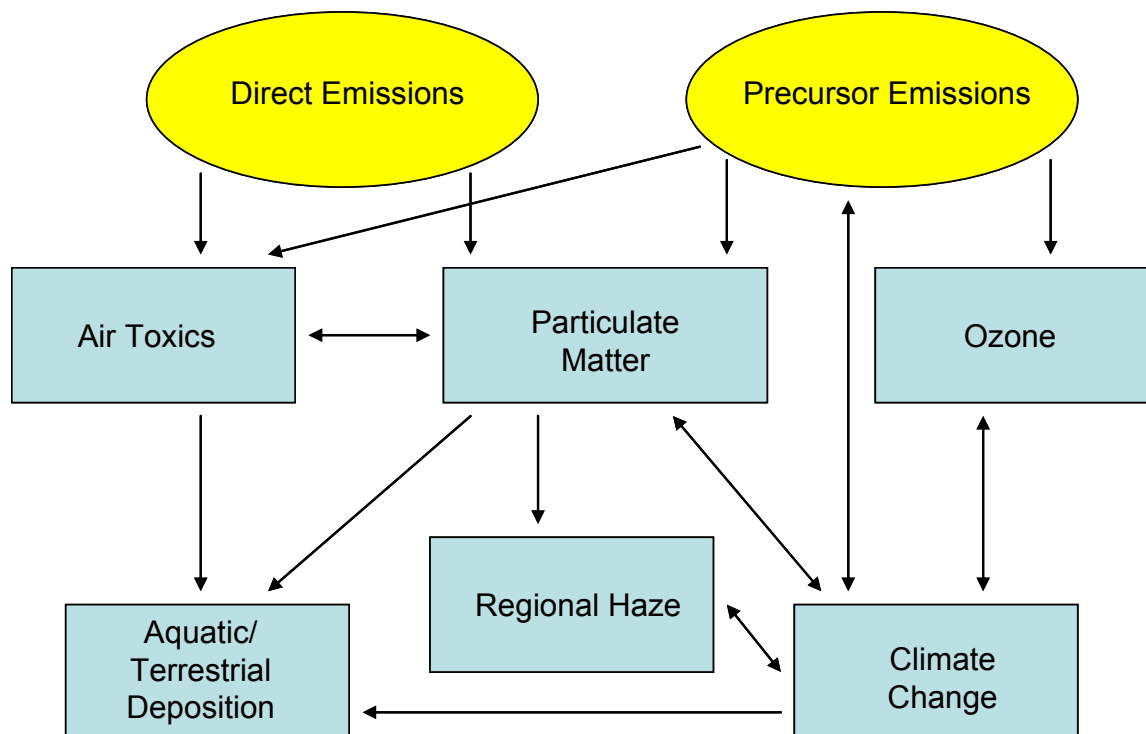 Direct Emissions
Precursor Emissions
Air Toxics
Particulate
Matter
Ozone
Regional Haze
Aquatic/
Terrestrial
Deposition
Climate
Change